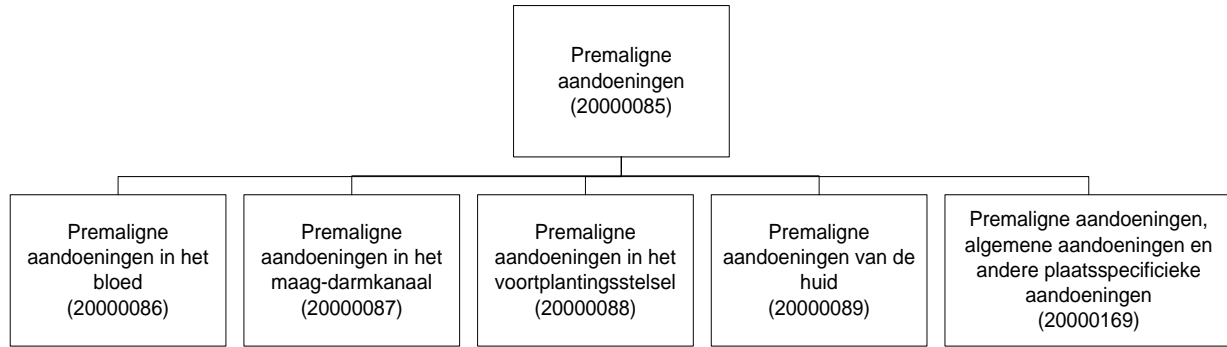 Premaligne
aandoeningen
(20000085)
Premaligne
aandoeningen in het
bloed
(20000086)
Premaligne
aandoeningen in het
maag-darmkanaal
(20000087)
Premaligne
aandoeningen in het
voortplantingsstelsel
(20000088)
Premaligne
aandoeningen van de
huid
(20000089)
Premaligne aandoeningen,
algemene aandoeningen en
andere plaatsspecificieke
aandoeningen
(20000169)